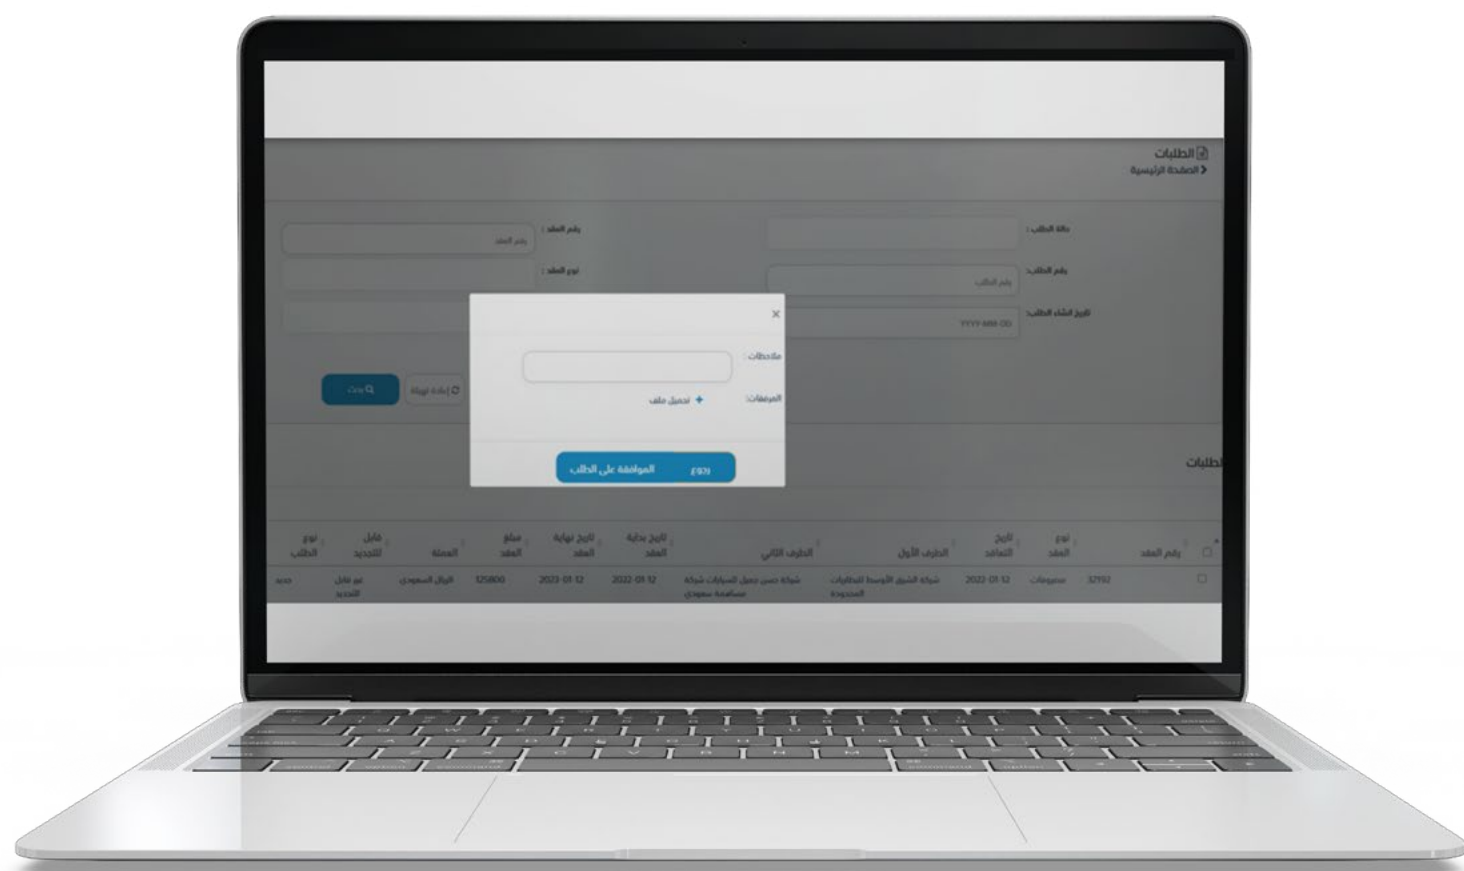 الطلبات
الصفحة الرئيسية
حالة الطلب :
رقم العقد :
رقم العقد
رقم الطلب:
رقم الطلب
نوع العقد :
تاريخ انشاء الطلب:
YYYY-MM-DD
إعادة تهيئة
بحث
×
ملاحظات :
المرفقات:
+ تحميل ملف
رجوع
الموافقة على الطلب
لطلبات
رقم العقد نوع العقد تاريخ التعاقد الطرف الأول الطرف الثاني تاريخ بداية العقد تاريخ نهاية العقد مبلغ العقد العملة قابل للتجديد نوع الطلب
32192 مصروفات 2022-01-12 شركة الشرق الأوسط للبطاريات المحدودة شركة حسن جميل للسيارات شركة مساهمة سعودي 2022-01-12 2023-01-12 125800 الريال السعودي غير قابل للتجديد جديد